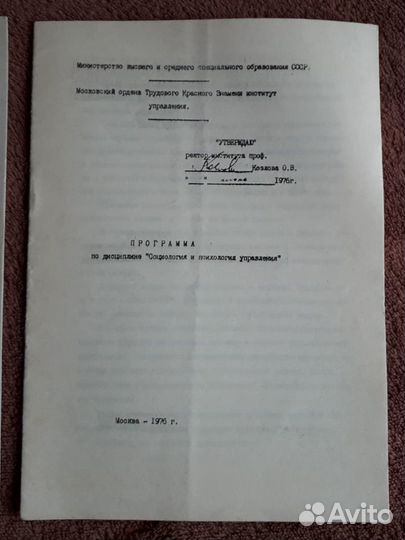 Министерство высшего и среднего специального образования СССР
Московский ордена Трудового Красного Знамени институт
управления.
"УТВЕРЖДАЮ"
ректор института проф.
Козлова О.В.
" " 1976г.
ПРОГРАММА
по дисциплине "Социология и психология управления"
Москва - 1976 г.
Avito